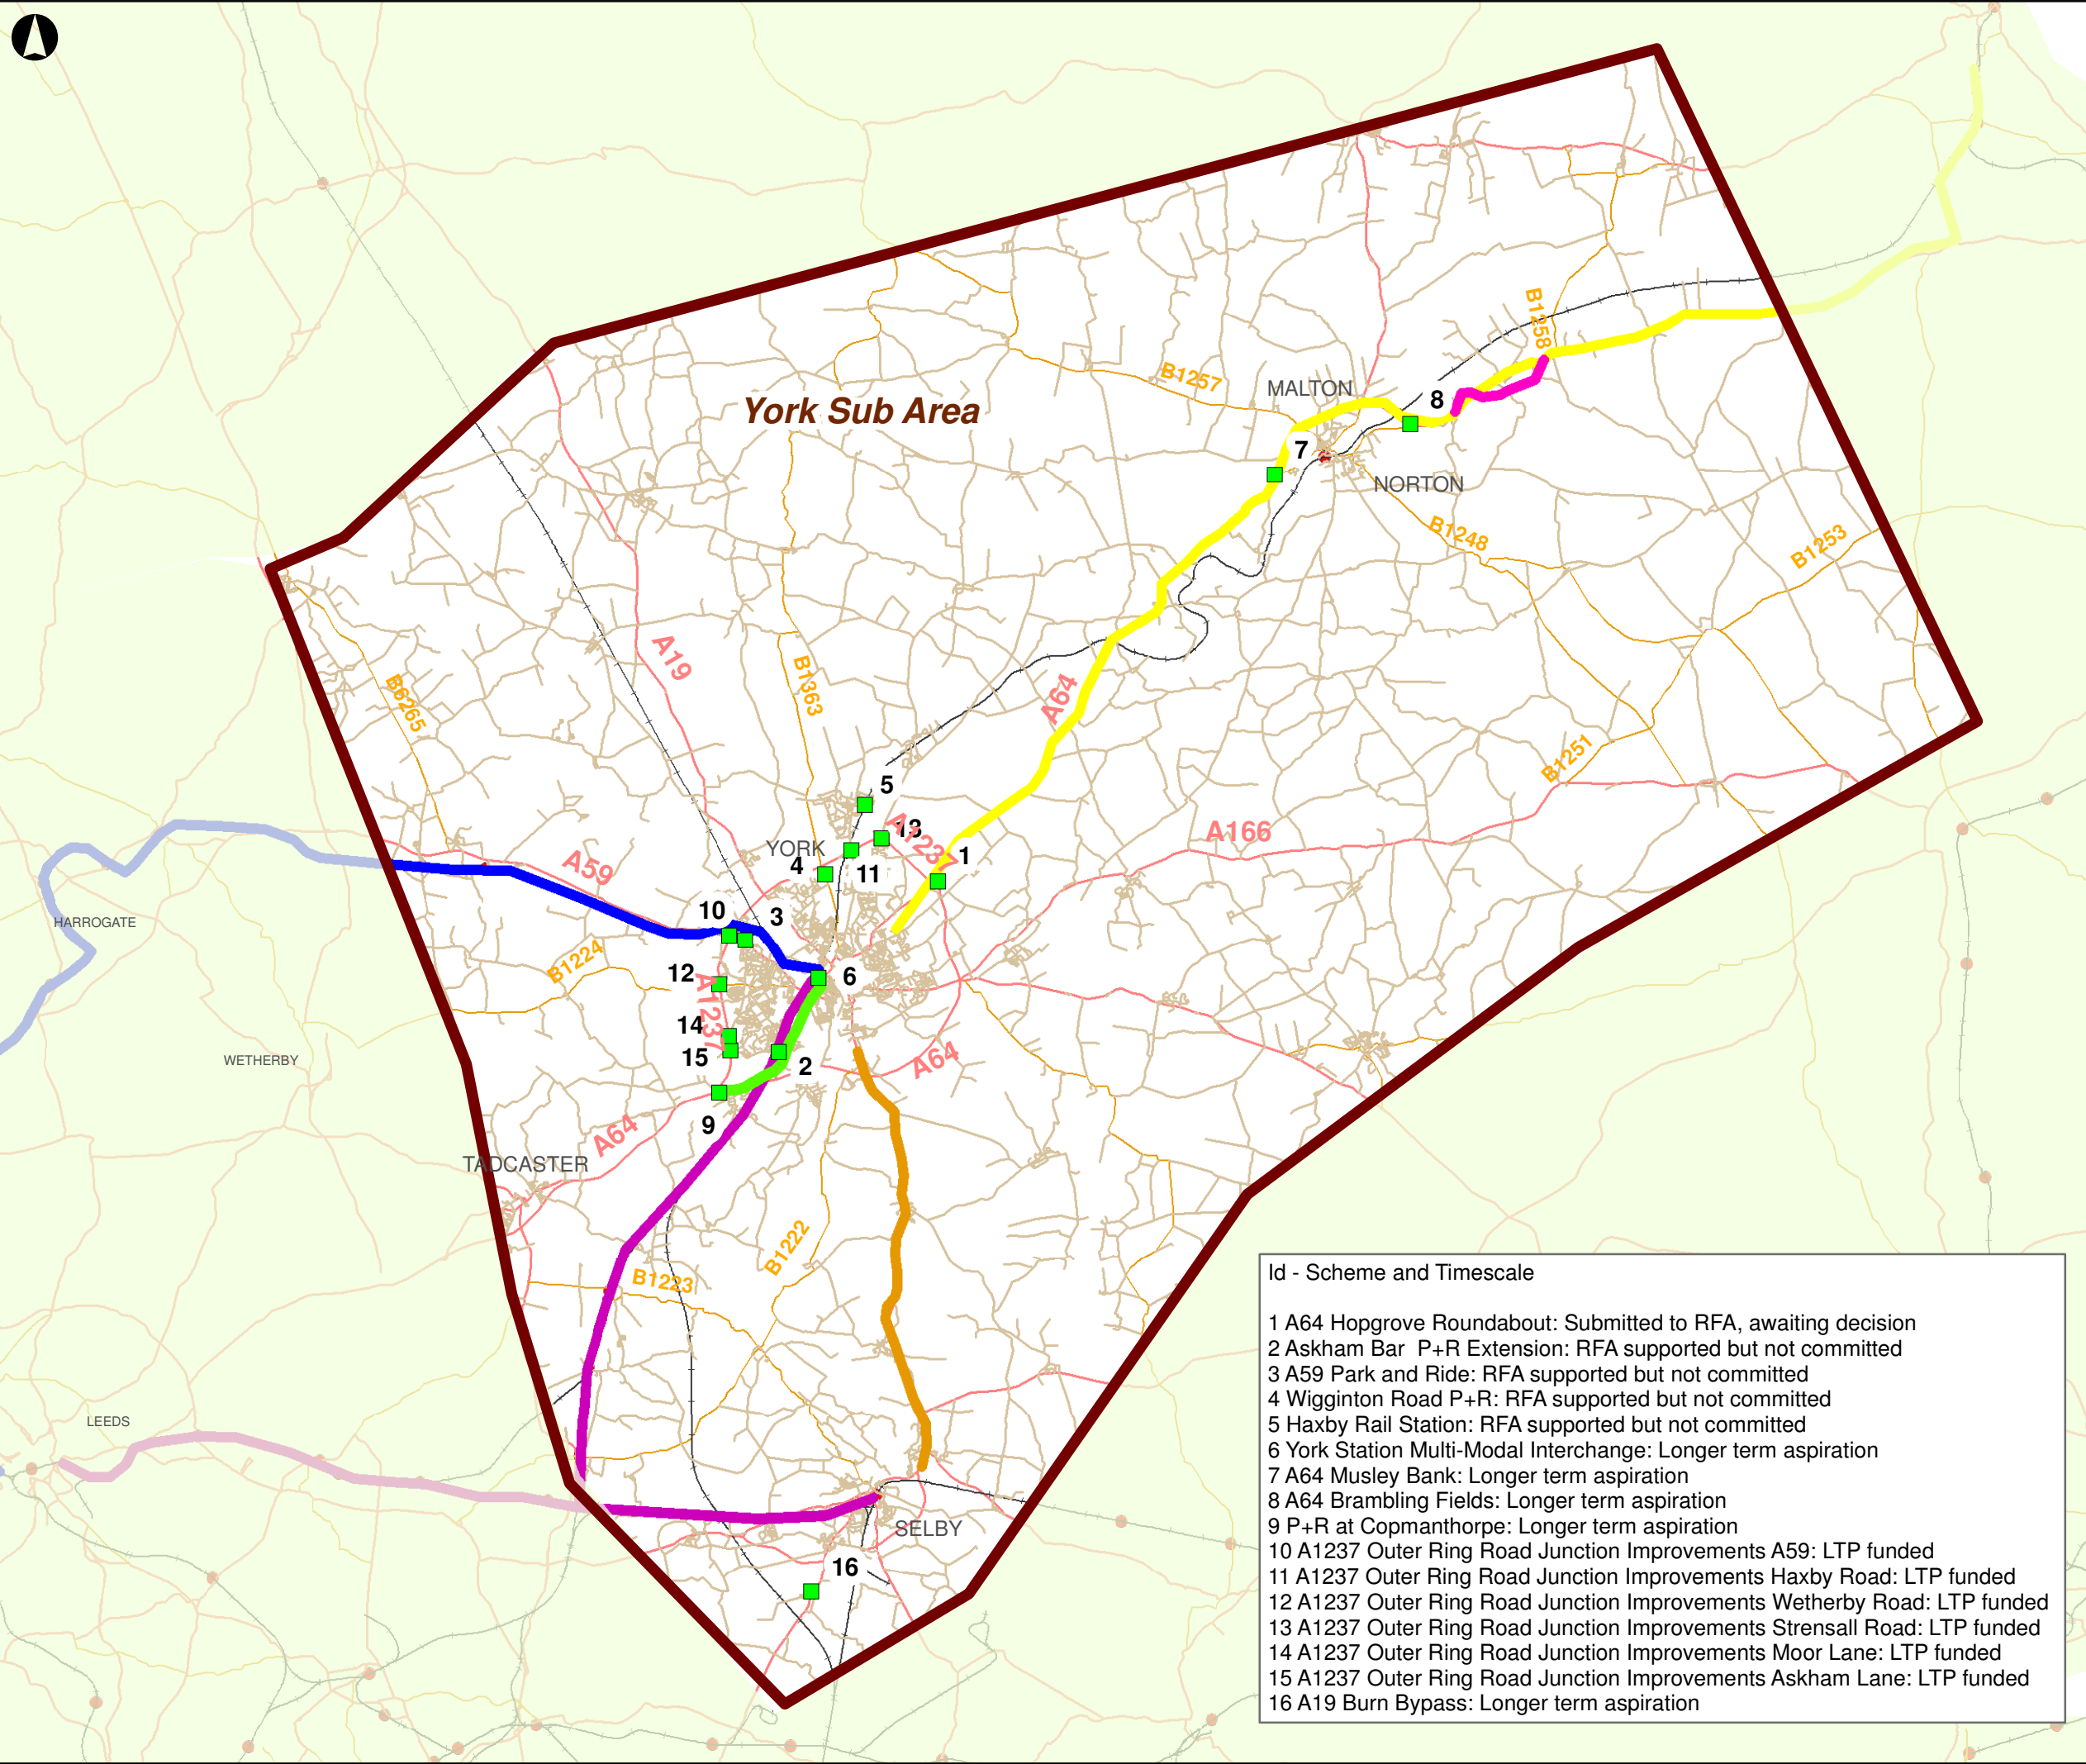 York Sub Area
B1258
B1257
MALTON
8
7
NORTON
B1248
B1253
A19
B1363
A64
B6265
B1251
5
13
A1237
A166
YORK
4
1
11
A59
10
3
HARROGATE
B1224
12
6
A1237
14
15
2
A64
WETHERBY
9
A64
TADCASTER
B1222
B1223
LEEDS
SELBY
16
Id - Scheme and Timescale
1 A64 Hopgrove Roundabout: Submitted to RFA, awaiting decision
2 Askham Bar P+R Extension: RFA supported but not committed
3 A59 Park and Ride: RFA supported but not committed
4 Wigginton Road P+R: RFA supported but not committed
5 Haxby Rail Station: RFA supported but not committed
6 York Station Multi-Modal Interchange: Longer term aspiration
7 A64 Musley Bank: Longer term aspiration
8 A64 Brambling Fields: Longer term aspiration
9 P+R at Copmanthorpe: Longer term aspiration
10 A1237 Outer Ring Road Junction Improvements A59: LTP funded
11 A1237 Outer Ring Road Junction Improvements Haxby Road: LTP funded
12 A1237 Outer Ring Road Junction Improvements Wetherby Road: LTP funded
13 A1237 Outer Ring Road Junction Improvements Strensall Road: LTP funded
14 A1237 Outer Ring Road Junction Improvements Moor Lane: LTP funded
15 A1237 Outer Ring Road Junction Improvements Askham Lane: LTP funded
16 A19 Burn Bypass: Longer term aspiration